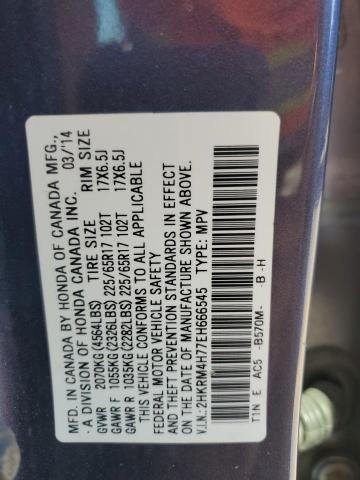 MFD. IN CANADA BY HONDA OF CANADA MFG.,
- A DIVISION OF HONDA CANADA INC. 03/'14
TIRE SIZE RIM SIZE
GVWR 2070KG (4564LBS)
GAWR F 1055KG (2326LBS) 225/65R17 102T 17X6.5J
GAWR R 1035KG (2282LBS) 225/65R17 102T 17X6.5J
THIS VEHICLE CONFORMS TO ALL APPLICABLE
FEDERAL MOTOR VEHICLE SAFETY
AND THEFT PREVENTION STANDARDS IN EFFECT
ON THE DATE OF MANUFACTURE SHOWN ABOVE.
V.I.N.: 2HKRM4H77EH666545 TYPE: MPV
T1N E AC5 -B570M- -B -H